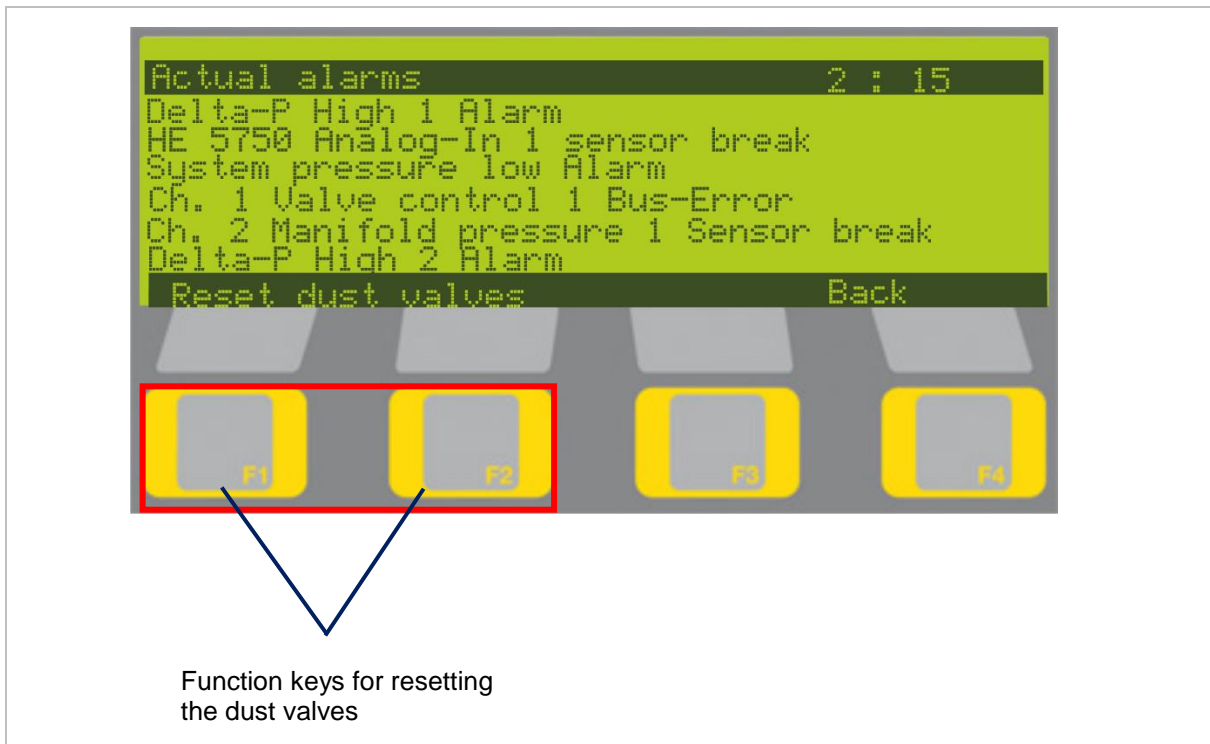 Actual alarms 2 : 15
Delta-P High 1 Alarm
HE 5750 Analog-In 1 sensor break
System pressure low Alarm
Ch. 1 Valve control 1 Bus-Error
Ch. 2 Manifold pressure 1 Sensor break
Delta-P High 2 Alarm
Reset dust valves Back
F1 F2 F3 F4
Function keys for resetting
the dust valves